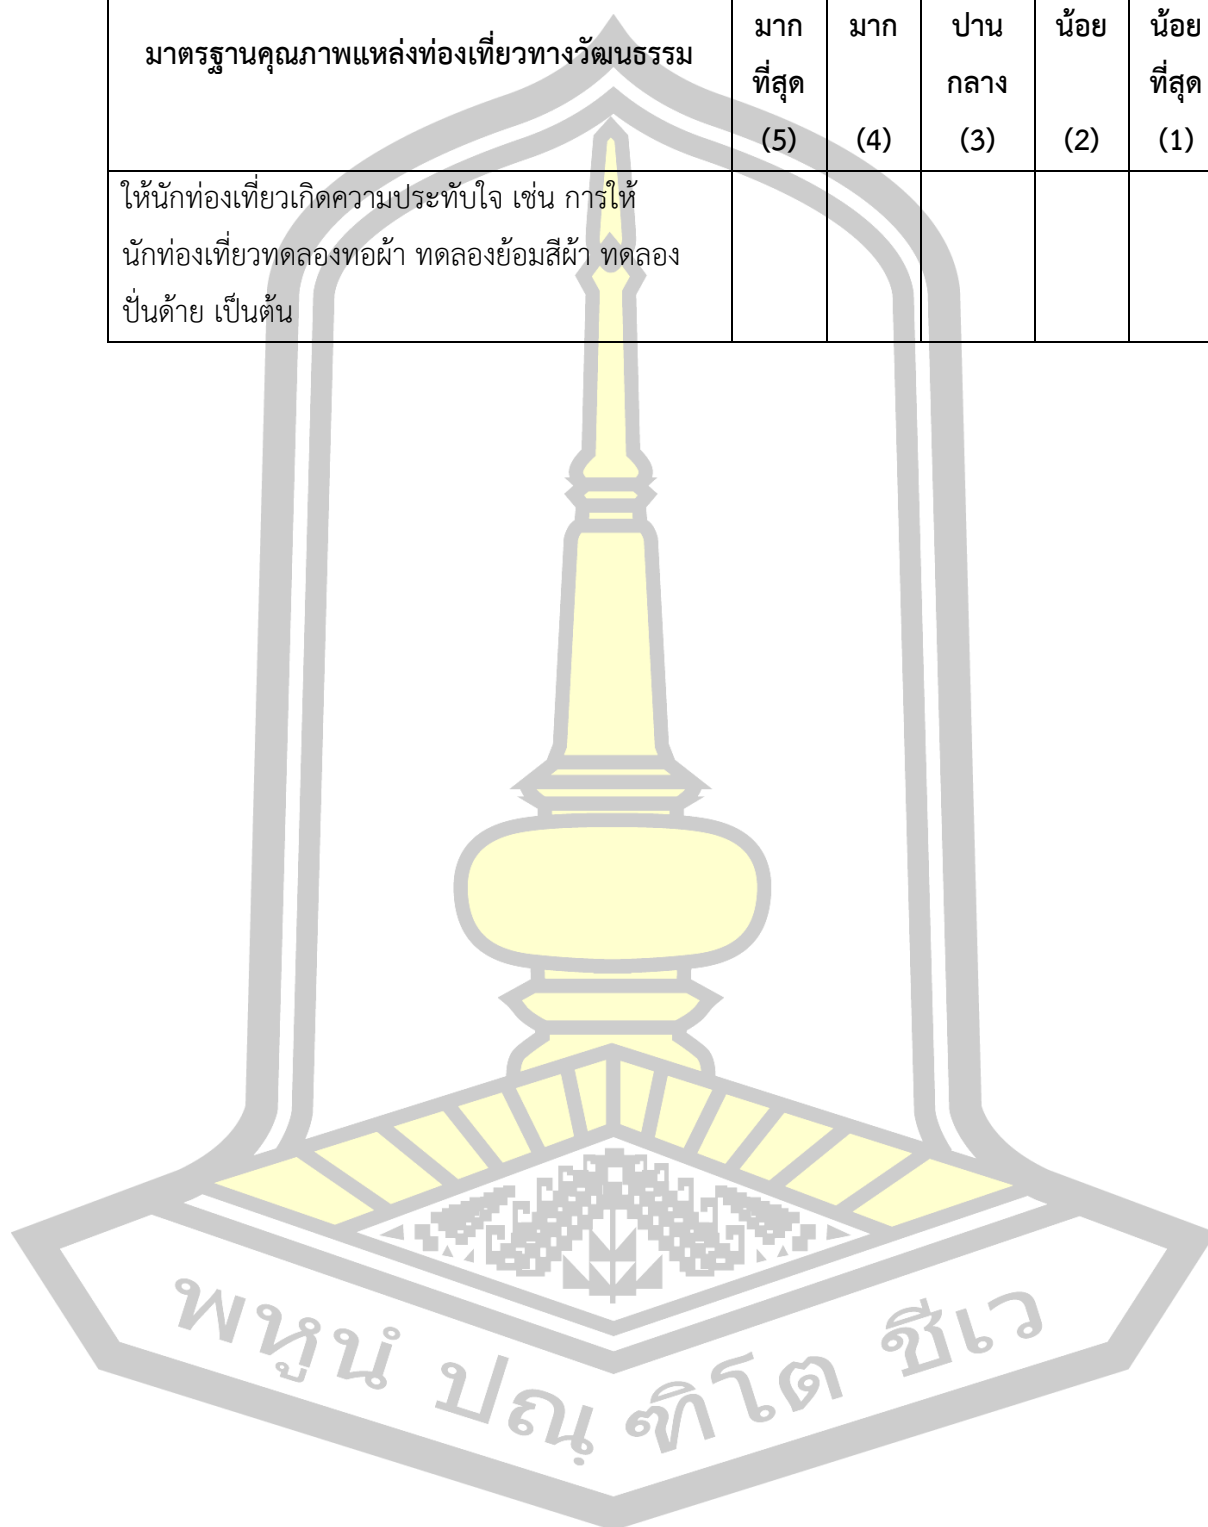 มาตรฐานคุณภาพแหล่งท่องเที่ยวทางวัฒนธรรม
มาก
ที่สุด
(5)
มาก
(4)
ปาน
กลาง
(3)
น้อย
(2)
น้อย
ที่สุด
(1)
ให้นักท่องเที่ยวเกิดความประทับใจ เช่น การให้
นักท่องเที่ยวทดลองทอผ้า ทดลองย้อมสีผ้า ทดลอง
ปั่นด้าย เป็นต้น
พหูนํ ปณฺ ฑิโต ชีเว